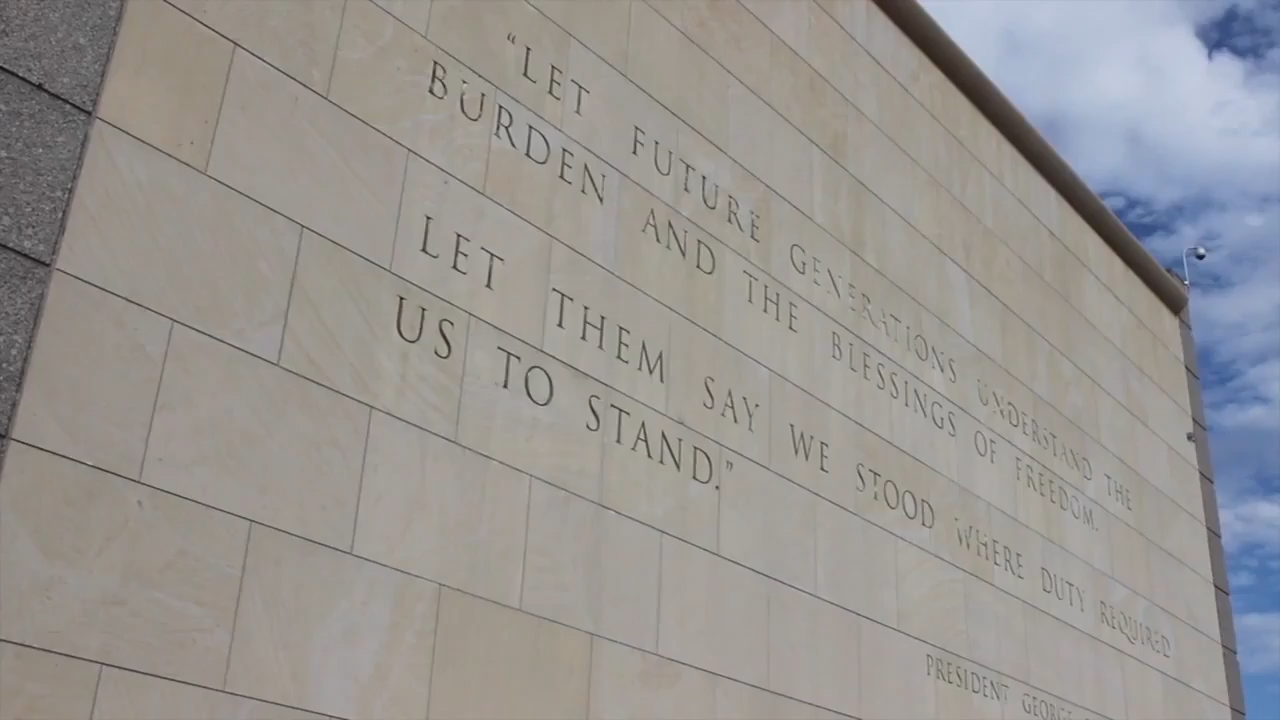 “LET FUTURE GENERATIONS UNDERSTAND THE
BURDEN AND THE BLESSINGS OF FREEDOM.
LET THEM SAY WE STOOD WHERE DUTY REQUIRED
US TO STAND.”
PRESIDENT GEORGE